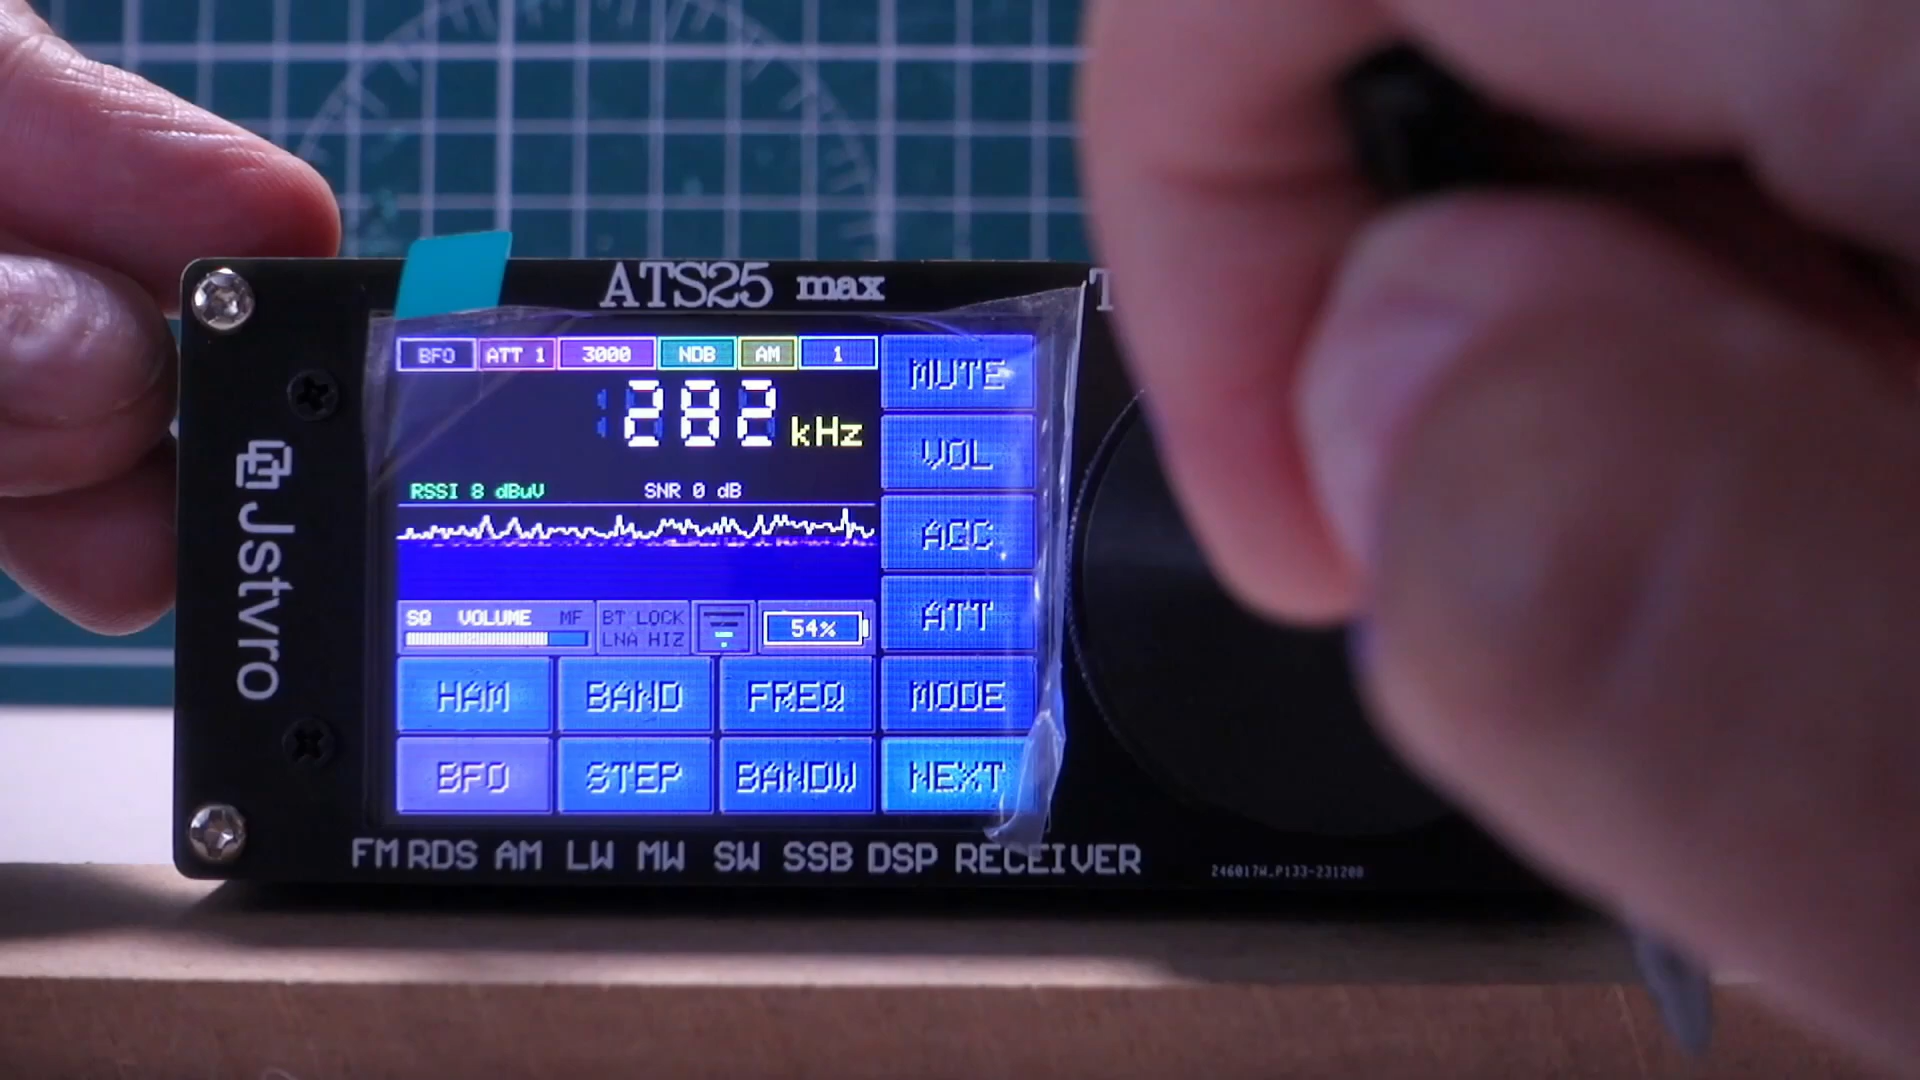 ATS25 max T
BFO ATT 1 3000 NDB AM 1
MUTE
282 kHz
VOL
RSSI 8 dBuV SNR 0 dB
AGC
ATT
SQ VOLUME MF BT LOCK
LNA HIZ
54%
HAM BAND FREQ MODE
BFO STEP BANDW NEXT
Jstvro
FM RDS AM LW MW SW SSB DSP RECEIVER
246017W_P133-231208